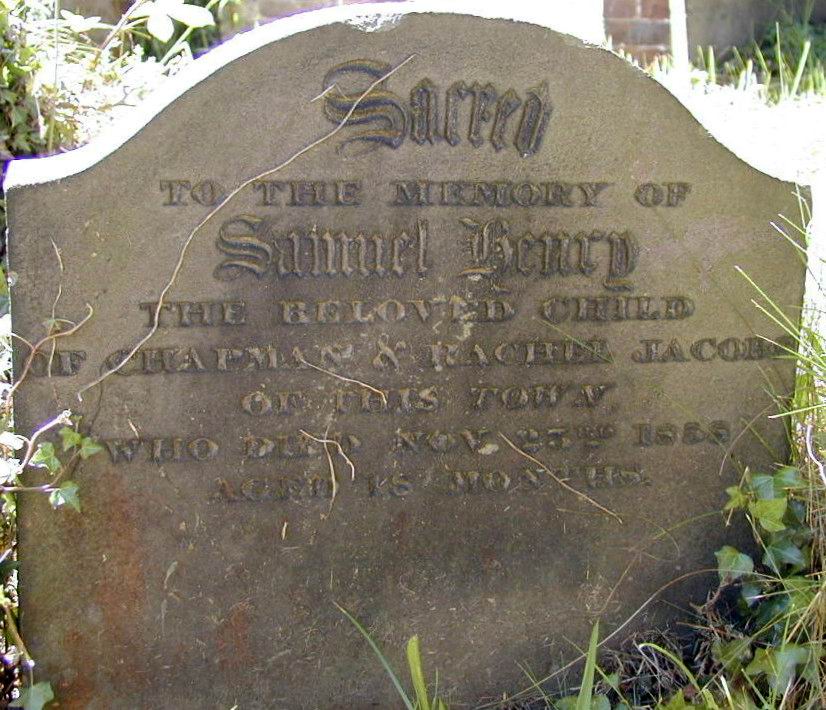 Sacred
TO THE MEMORY OF
Samuel Henry
THE BELOVED CHILD
OF CHAPMAN & RACHEL JACOBS
OF THIS TOWN,
WHO DIED NOV. 23RD 1858
AGED 18 MONTHS.